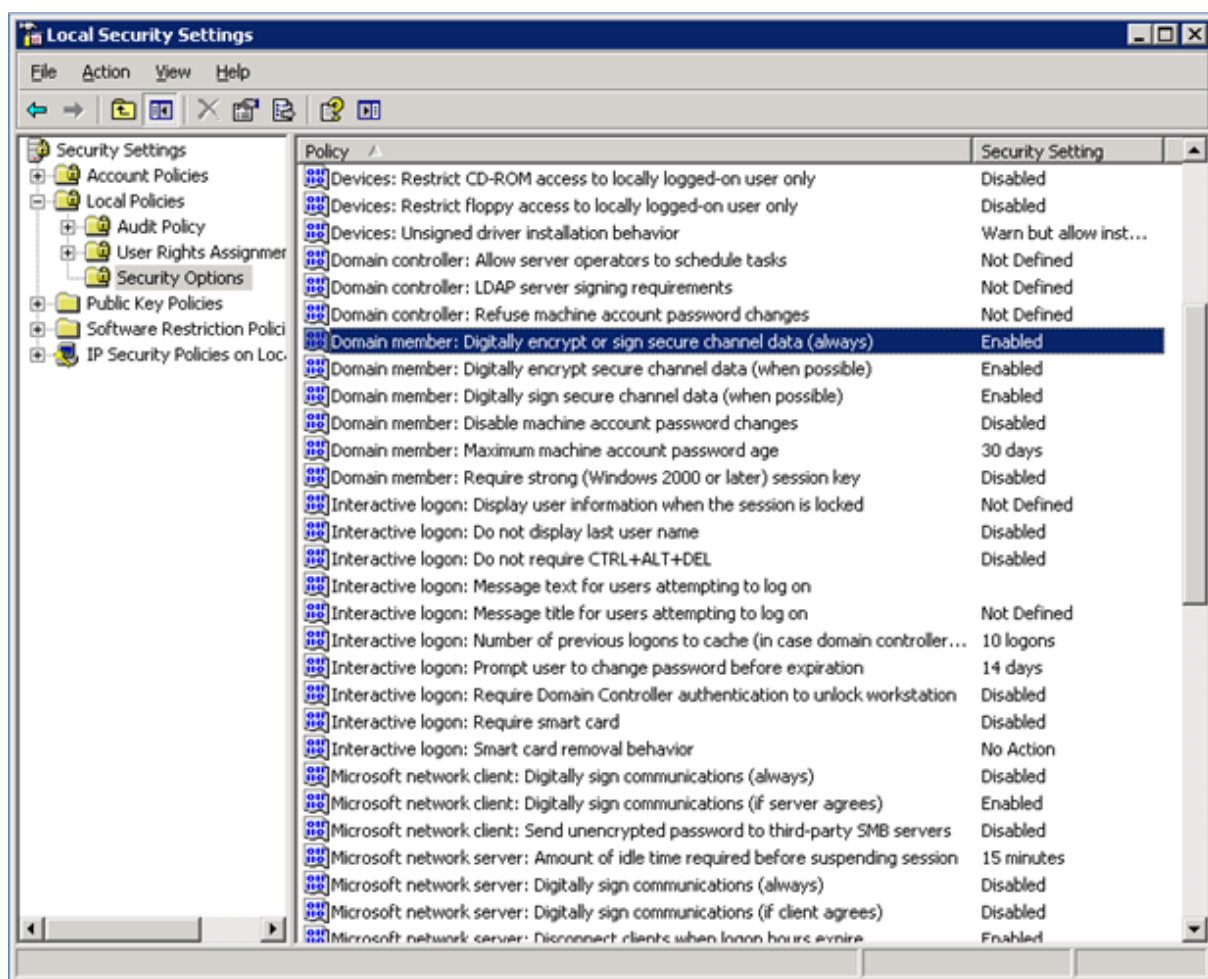 Local Security Settings
File Action View Help
Security Settings
Account Policies
Local Policies
Audit Policy
User Rights Assignmen
Security Options
Public Key Policies
Software Restriction Polici
IP Security Policies on Loc
Policy Security Setting
Devices: Restrict CD-ROM access to locally logged-on user only Disabled
Devices: Restrict floppy access to locally logged-on user only Disabled
Devices: Unsigned driver installation behavior Warn but allow inst...
Domain controller: Allow server operators to schedule tasks Not Defined
Domain controller: LDAP server signing requirements Not Defined
Domain controller: Refuse machine account password changes Not Defined
Domain member: Digitally encrypt or sign secure channel data (always) Enabled
Domain member: Digitally encrypt secure channel data (when possible) Enabled
Domain member: Digitally sign secure channel data (when possible) Enabled
Domain member: Disable machine account password changes Disabled
Domain member: Maximum machine account password age 30 days
Domain member: Require strong (Windows 2000 or later) session key Disabled
Interactive logon: Display user information when the session is locked Not Defined
Interactive logon: Do not display last user name Disabled
Interactive logon: Do not require CTRL+ALT+DEL Disabled
Interactive logon: Message text for users attempting to log on
Interactive logon: Message title for users attempting to log on Not Defined
Interactive logon: Number of previous logons to cache (in case domain controller... 10 logons
Interactive logon: Prompt user to change password before expiration 14 days
Interactive logon: Require Domain Controller authentication to unlock workstation Disabled
Interactive logon: Require smart card Disabled
Interactive logon: Smart card removal behavior No Action
Microsoft network client: Digitally sign communications (always) Disabled
Microsoft network client: Digitally sign communications (if server agrees) Enabled
Microsoft network client: Send unencrypted password to third-party SMB servers Disabled
Microsoft network server: Amount of idle time required before suspending session 15 minutes
Microsoft network server: Digitally sign communications (always) Disabled
Microsoft network server: Digitally sign communications (if client agrees) Disabled
Microsoft network server: Disconnect clients when logon hours expire Enabled